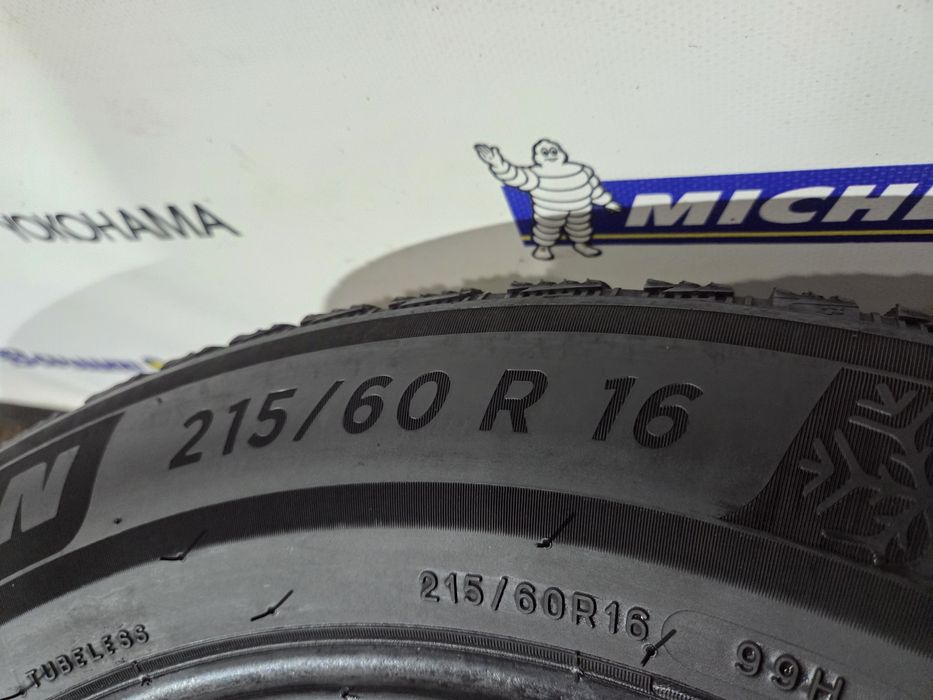 YOKOHAMA
MICHE
N
215/60 R 16
215/60R16
99H
TUBELESS